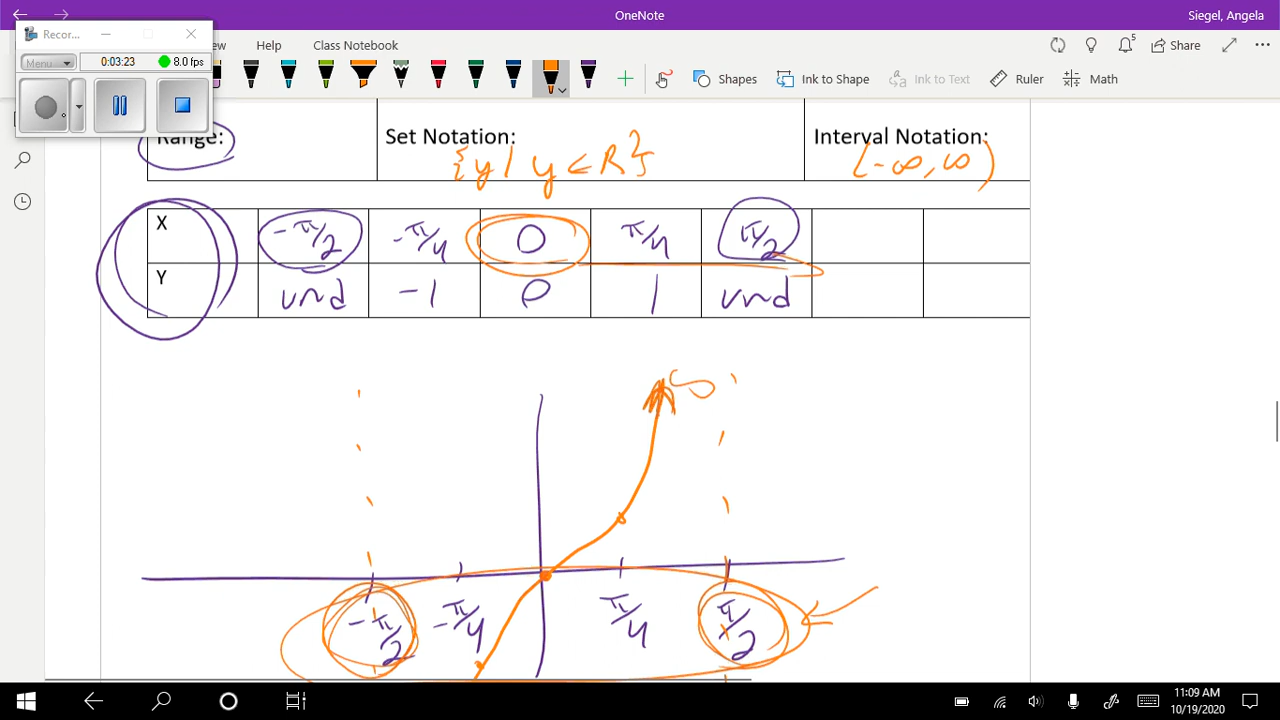 OneNote
Siegel, Angela
Recor...
Menu
0:03:23
8.0 fps
ew Help Class Notebook
5
Share
Shapes
Ink to Shape
Ink to Text
Ruler
Math
Range: Set Notation: Interval Notation:
{y | y ∈ R} (-∞, ∞)
X -π/2 -π/4 0 π/4 π/2
Y und -1 0 1 und
∞
-π/2 -π/4 π/4 π/2
11:09 AM
10/19/2020